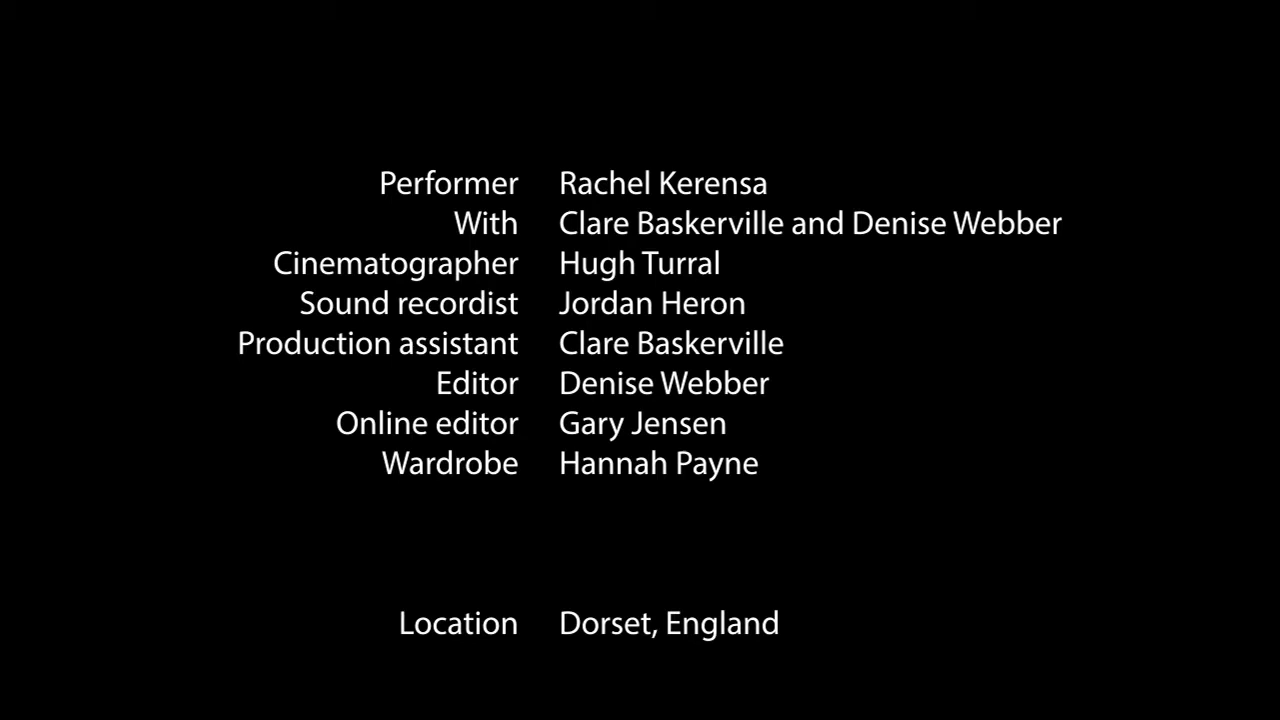 Performer Rachel Kerensa
With Clare Baskerville and Denise Webber
Cinematographer Hugh Turral
Sound recordist Jordan Heron
Production assistant Clare Baskerville
Editor Denise Webber
Online editor Gary Jensen
Wardrobe Hannah Payne
Location Dorset, England